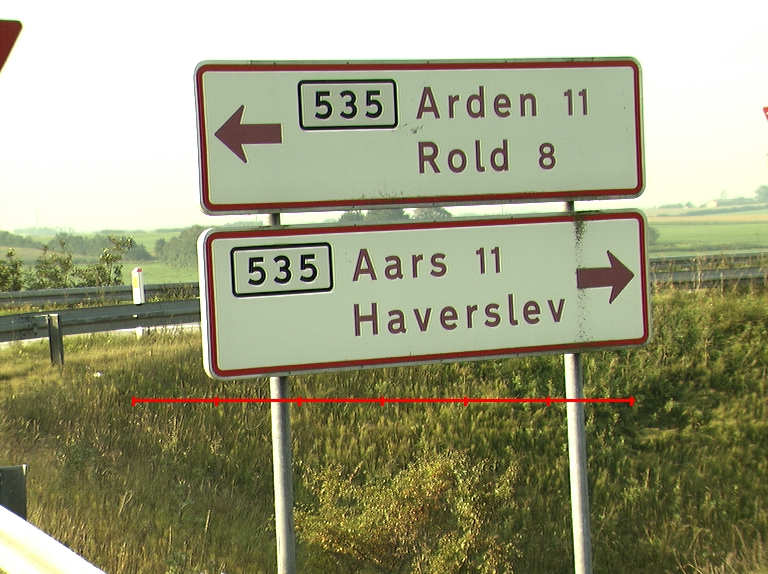 535 Arden 11
Rold 8
535 Aars 11
Haverslev